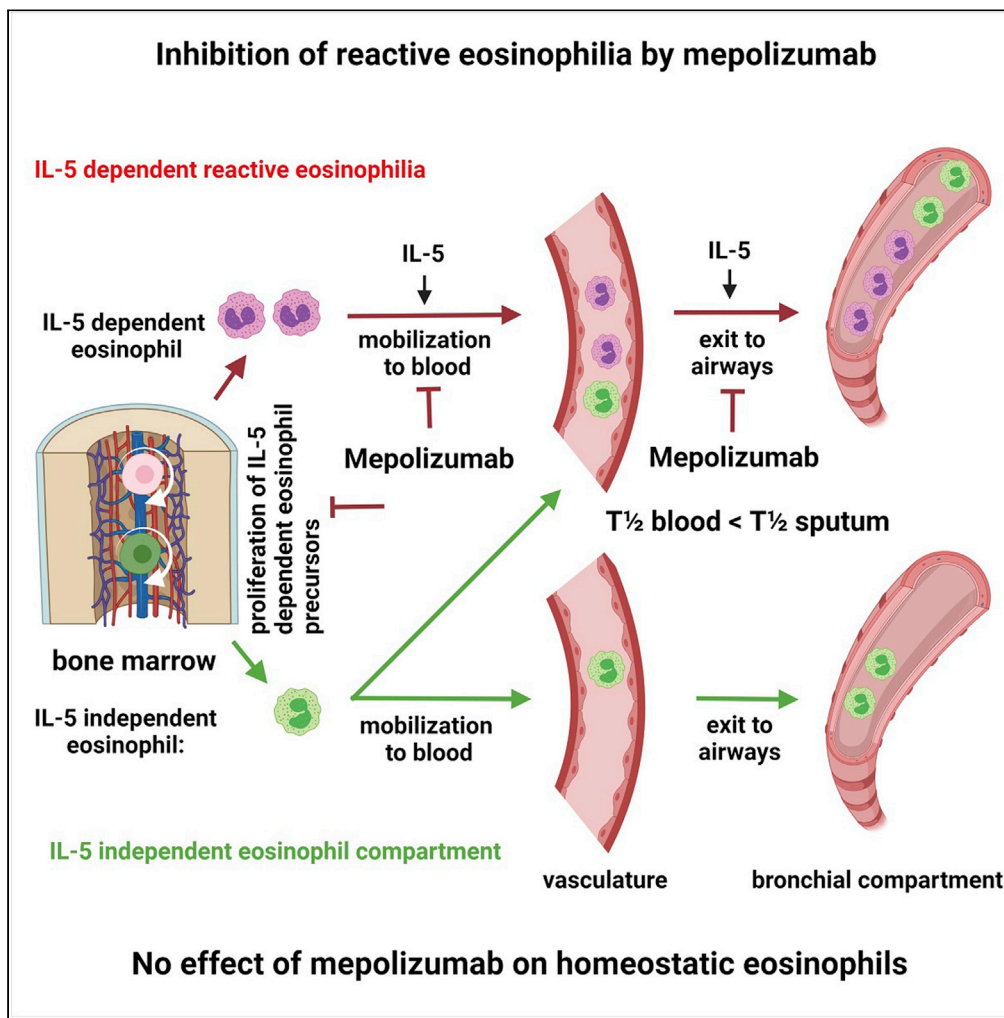 Inhibition of reactive eosinophilia by mepolizumab
IL-5 dependent reactive eosinophilia
IL-5 dependent
eosinophil
IL-5
mobilization
to blood
Mepolizumab
IL-5
exit to
airways
Mepolizumab
T½ blood < T½ sputum
proliferation of IL-5
dependent eosinophil
precursors
bone marrow
IL-5 independent
eosinophil:
mobilization
to blood
exit to
airways
IL-5 independent eosinophil compartment
vasculature
bronchial compartment
No effect of mepolizumab on homeostatic eosinophils